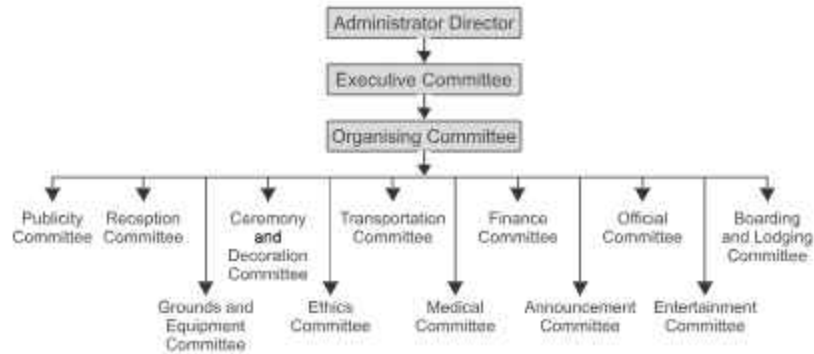 Administrator Director
Executive Committee
Organising Committee
Publicity
Committee
Reception
Committee
Ceremony
and
Decoration
Committee
Transportation
Committee
Finance
Committee
Official
Committee
Boarding
and Lodging
Committee
Grounds and
Equipment
Committee
Ethics
Committee
Medical
Committee
Announcement
Committee
Entertainment
Committee